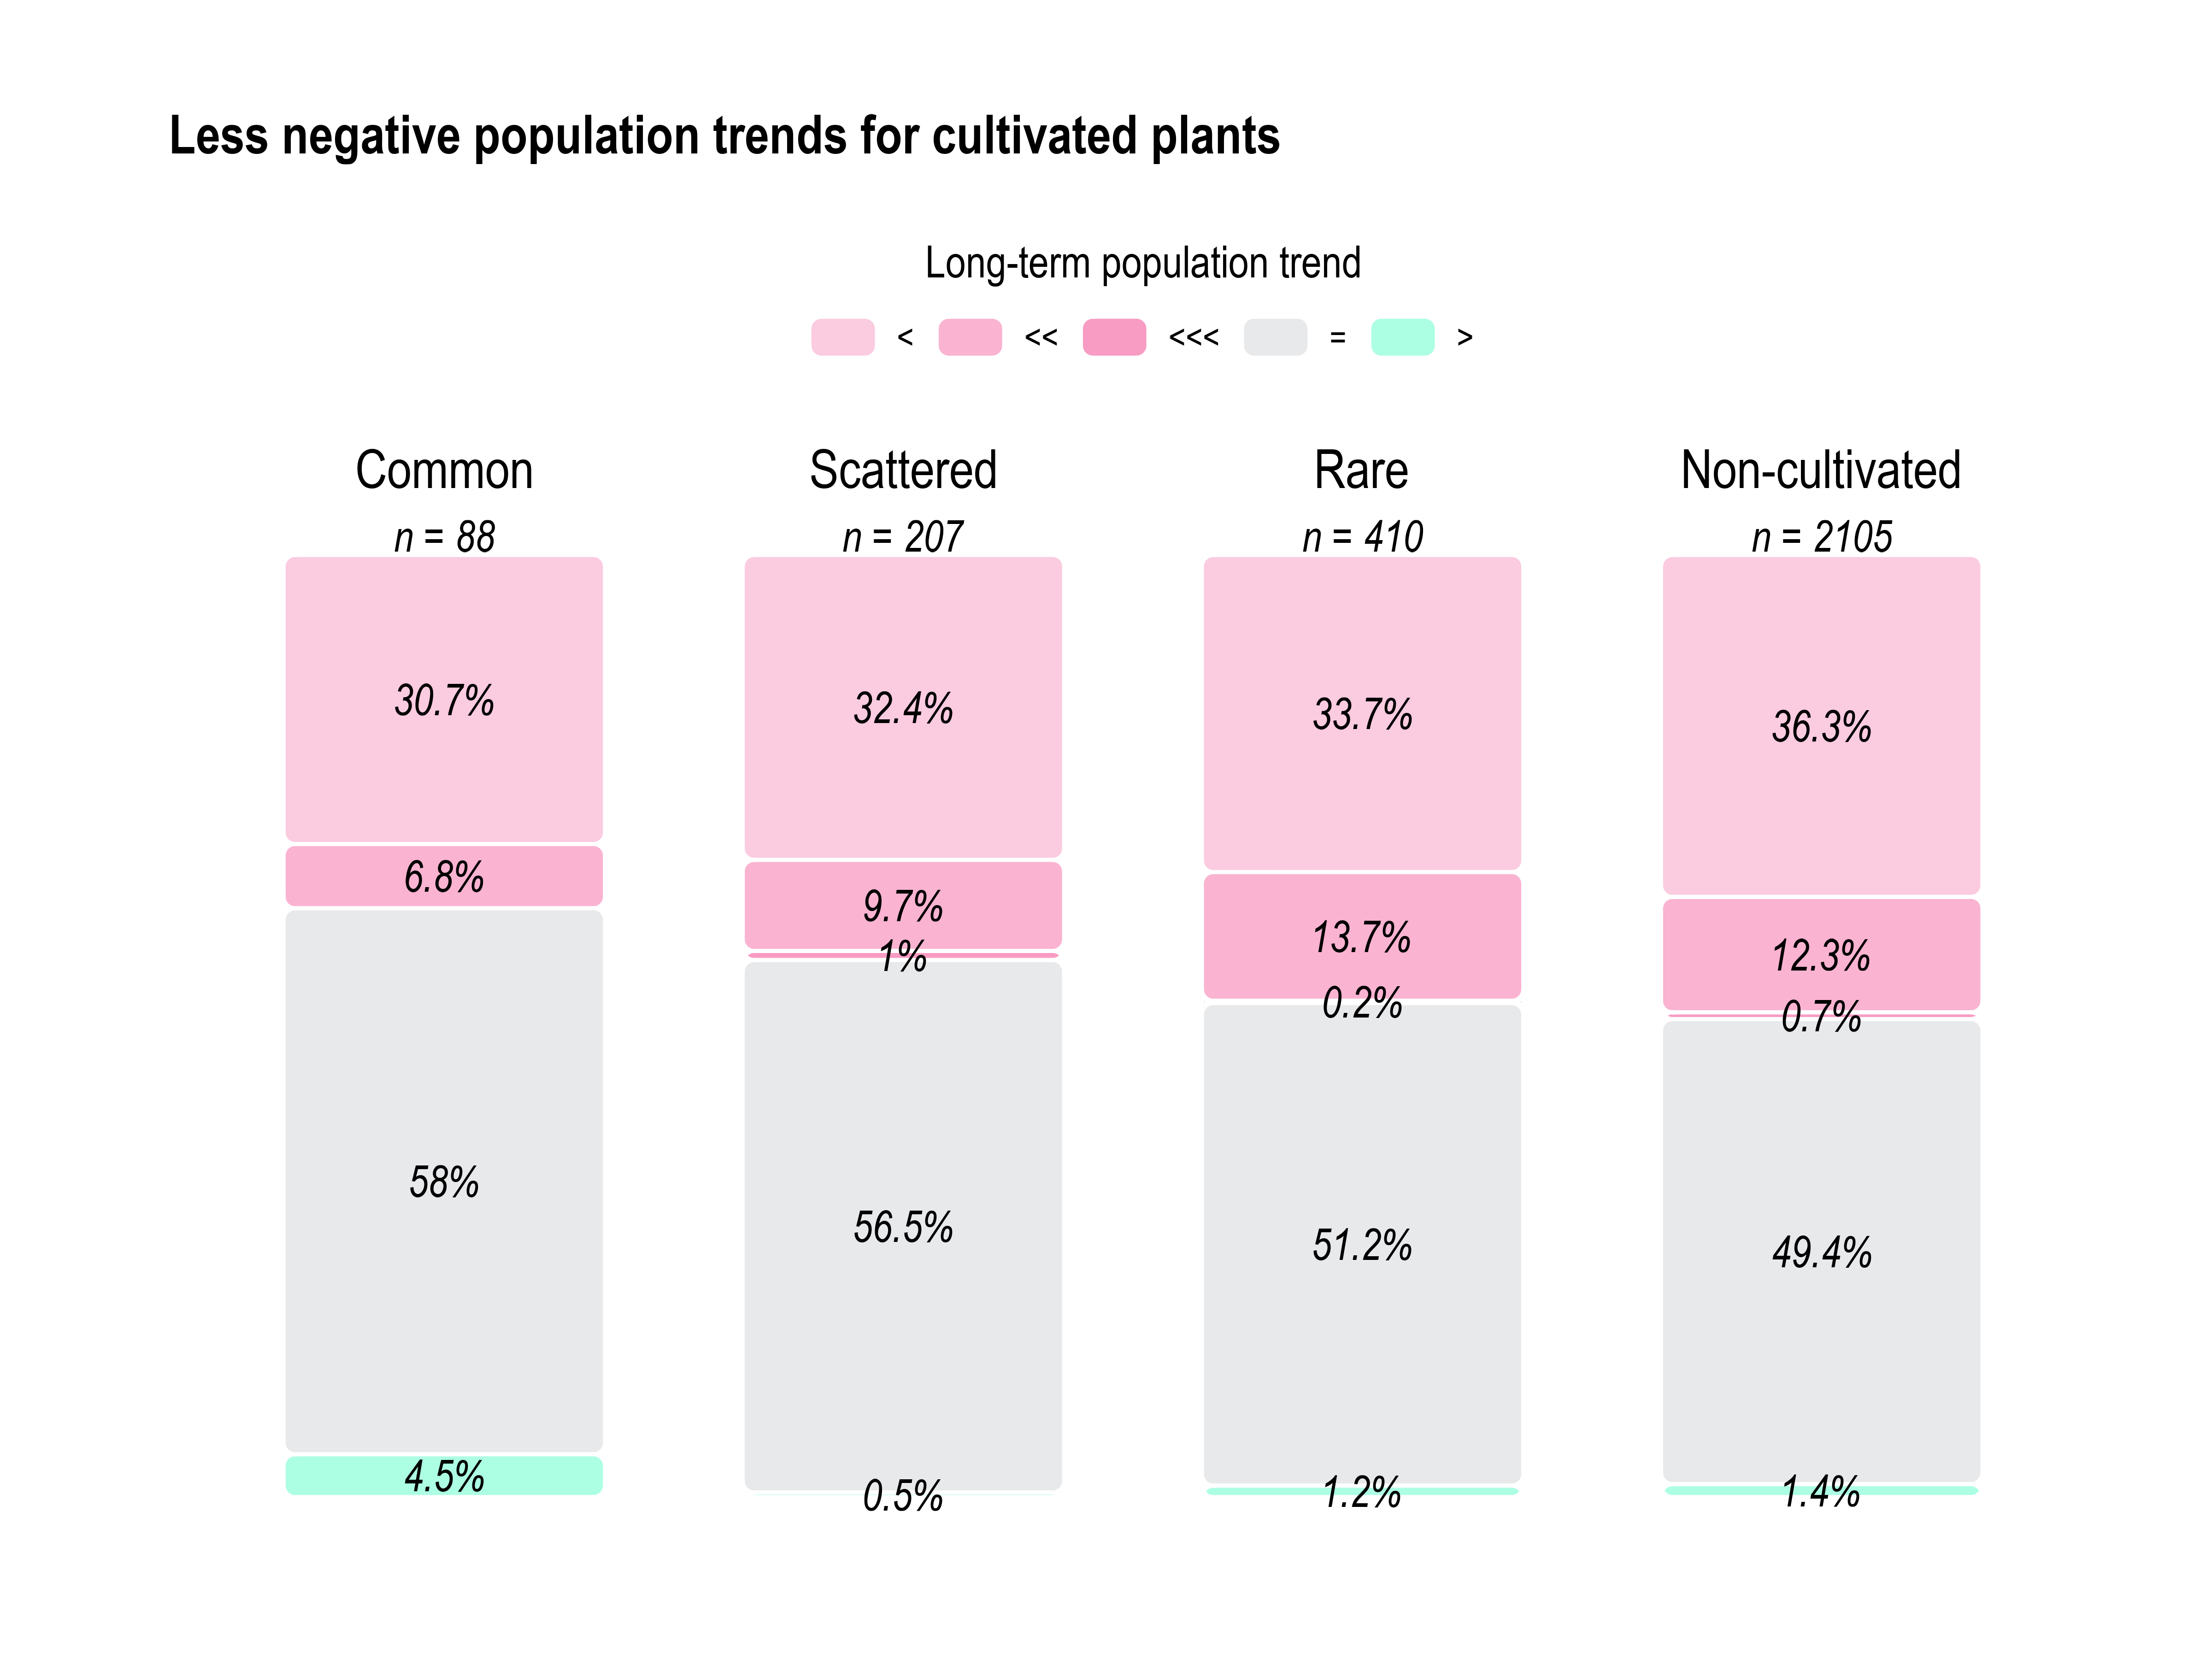 Less negative population trends for cultivated plants
Long-term population trend
< << <<< = >
Common Scattered Rare Non-cultivated
n = 88 n = 207 n = 410 n = 2105
30.7% 32.4% 33.7% 36.3%
6.8% 9.7% 13.7% 12.3%
1% 0.2% 0.7%
58% 56.5% 51.2% 49.4%
4.5% 0.5% 1.2% 1.4%